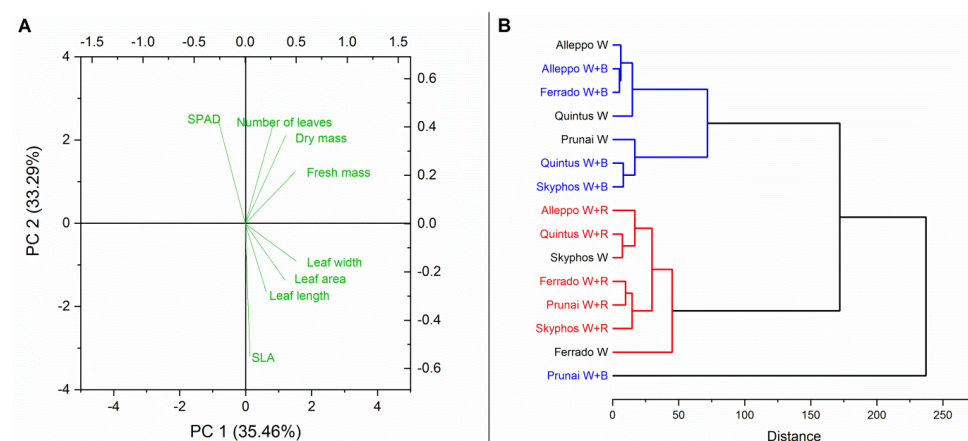 A
-1.5 -1.0 -0.5 0.0 0.5 1.0 1.5
4
2
0
-2
-4
0.6
0.4
0.2
0.0
-0.2
-0.4
-0.6
PC 2 (33.29%)
SPAD
Number of leaves
Dry mass
Fresh mass
Leaf width
Leaf area
Leaf length
SLA
-4 -2 0 2 4
PC 1 (35.46%)
B
Alleppo W
Alleppo W+B
Ferrado W+B
Quintus W
Prunai W
Quintus W+B
Skyphos W+B
Alleppo W+R
Quintus W+R
Skyphos W
Ferrado W+R
Prunai W+R
Skyphos W+R
Ferrado W
Prunai W+B
0 50 100 150 200 250
Distance